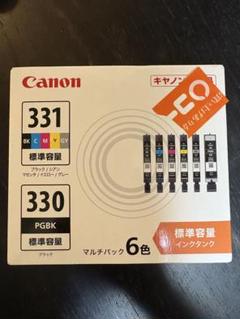 Canon
キヤノン
331
BK C M Y GY
標準容量
ブラック/シアン
マゼンタ/イエロー/グレー
330
PGBK
標準容量
ブラック
マルチパック6色
標準容量
インクタンク